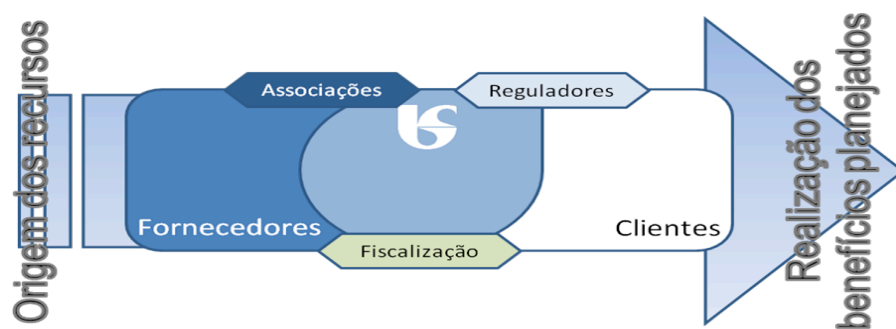 Origem dos recursos
Associações
Reguladores
Fornecedores
Clientes
Fiscalização
Realização dos
benefícios planejados